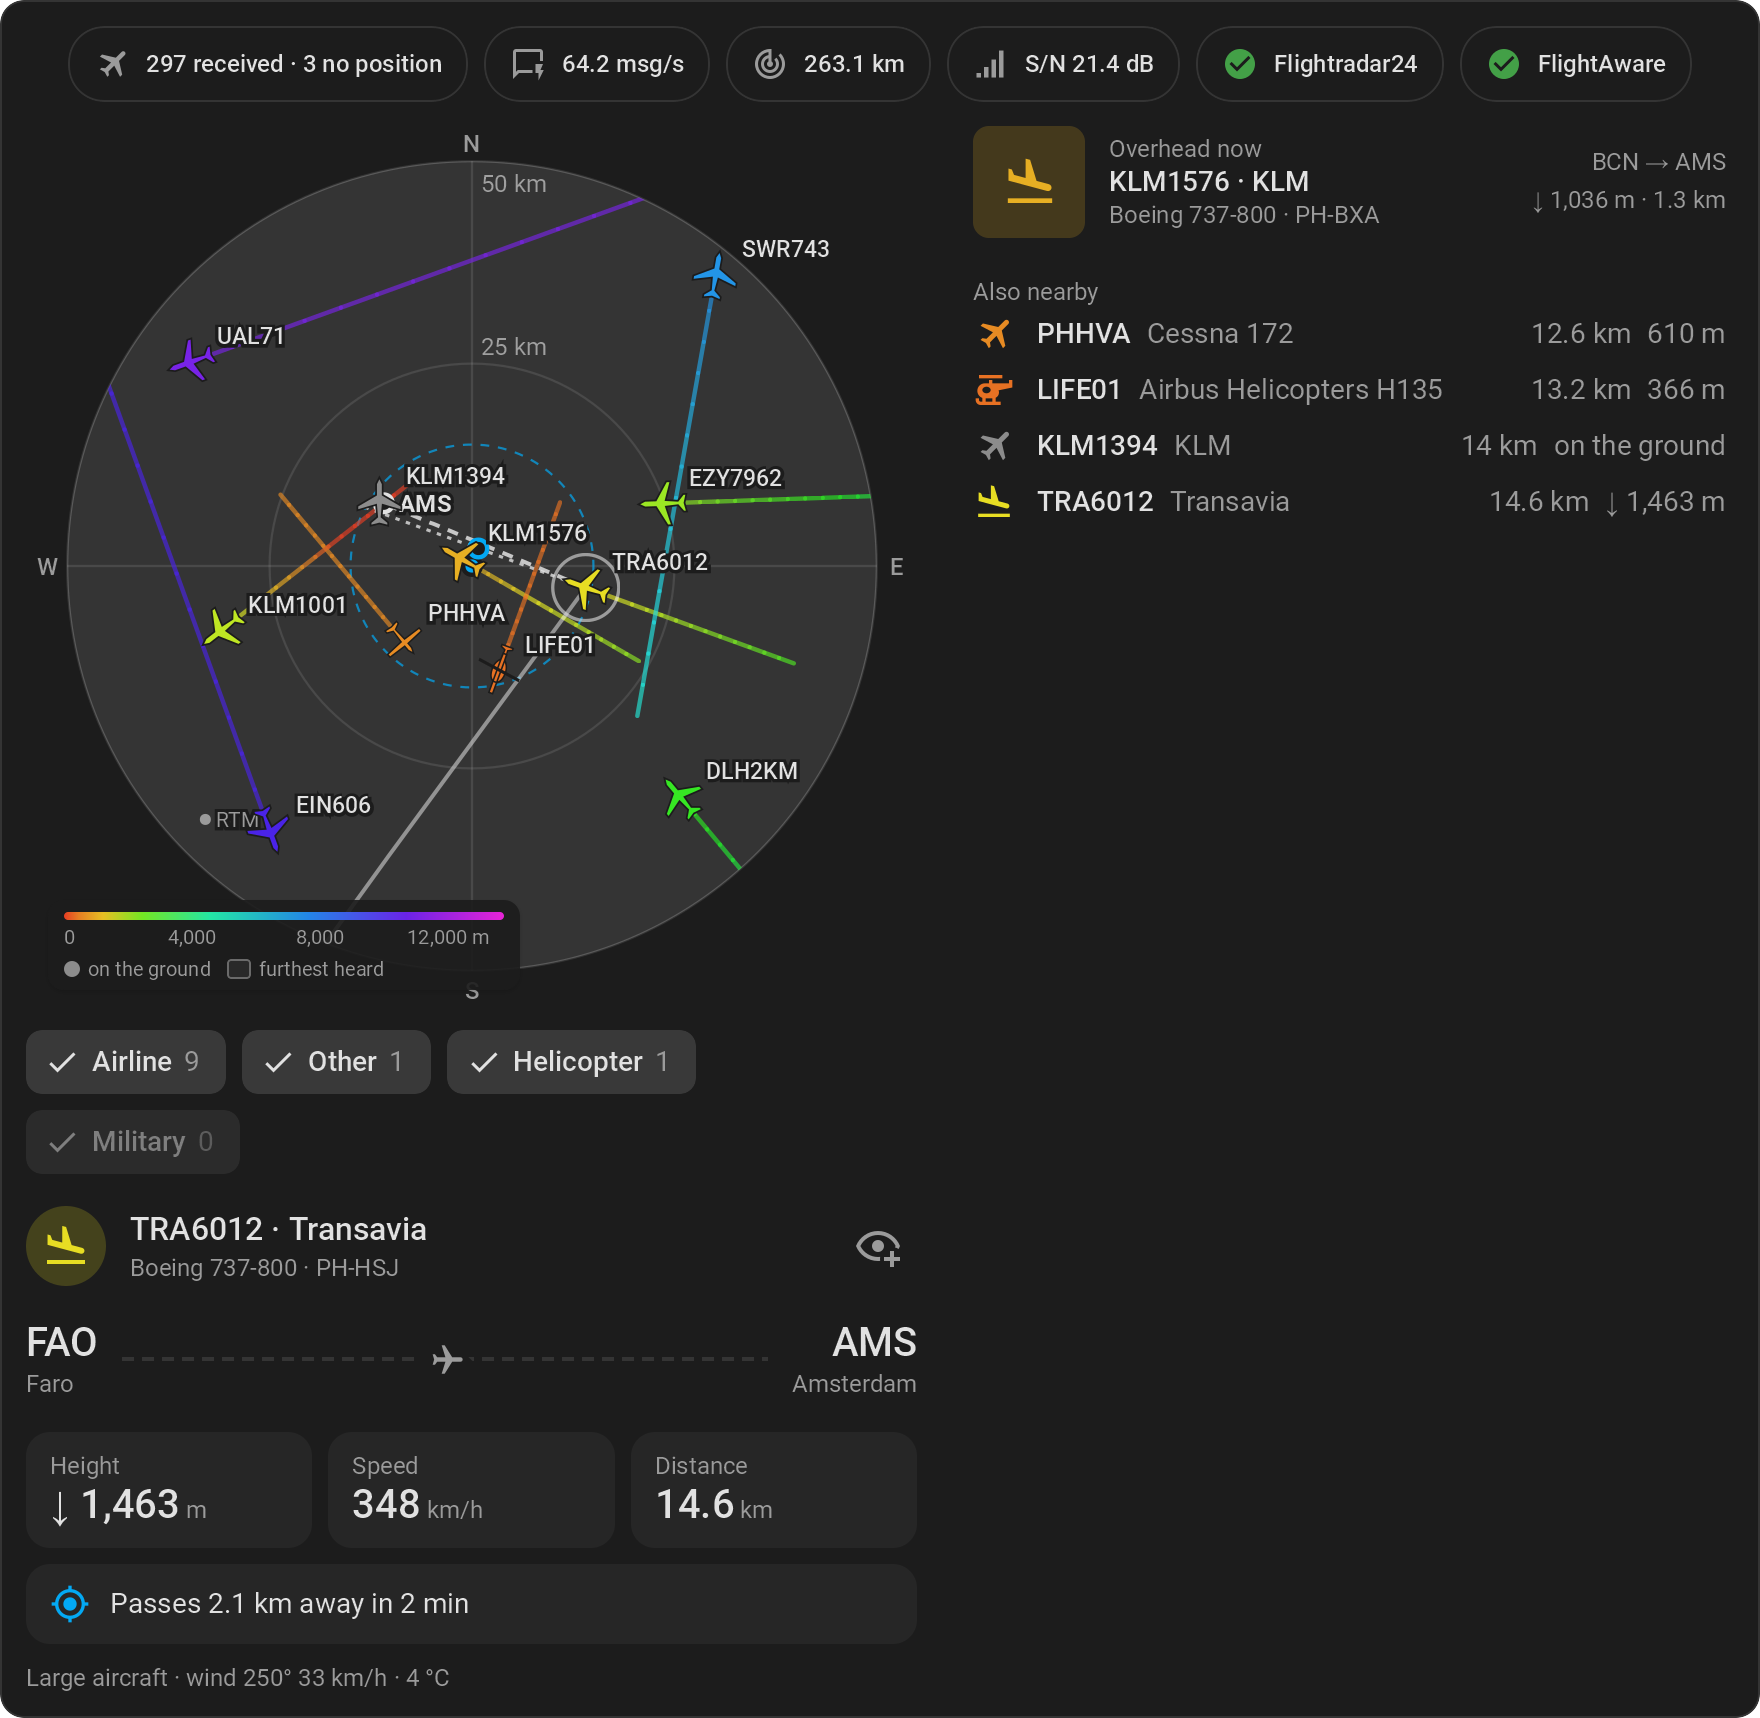 297 received · 3 no position
64.2 msg/s
263.1 km
S/N 21.4 dB
Flightradar24
FlightAware
N
50 km
SWR743
UAL71
25 km
KLM1394
AMS
EZY7962
KLM1576
TRA6012
W
E
KLM1001
PHHVA
LIFE01
DLH2KM
EIN606
RTM
0 4,000 8,000 12,000 m
on the ground furthest heard
S
Airline 9
Other 1
Helicopter 1
Military 0
TRA6012 · Transavia
Boeing 737-800 · PH-HSJ
FAO
Faro
AMS
Amsterdam
Height
↓ 1,463 m
Speed
348 km/h
Distance
14.6 km
Passes 2.1 km away in 2 min
Large aircraft · wind 250° 33 km/h · 4 °C
Overhead now
KLM1576 · KLM
Boeing 737-800 · PH-BXA
BCN → AMS
↓ 1,036 m · 1.3 km
Also nearby
PHHVA Cessna 172 12.6 km 610 m
LIFE01 Airbus Helicopters H135 13.2 km 366 m
KLM1394 KLM 14 km on the ground
TRA6012 Transavia 14.6 km ↓ 1,463 m